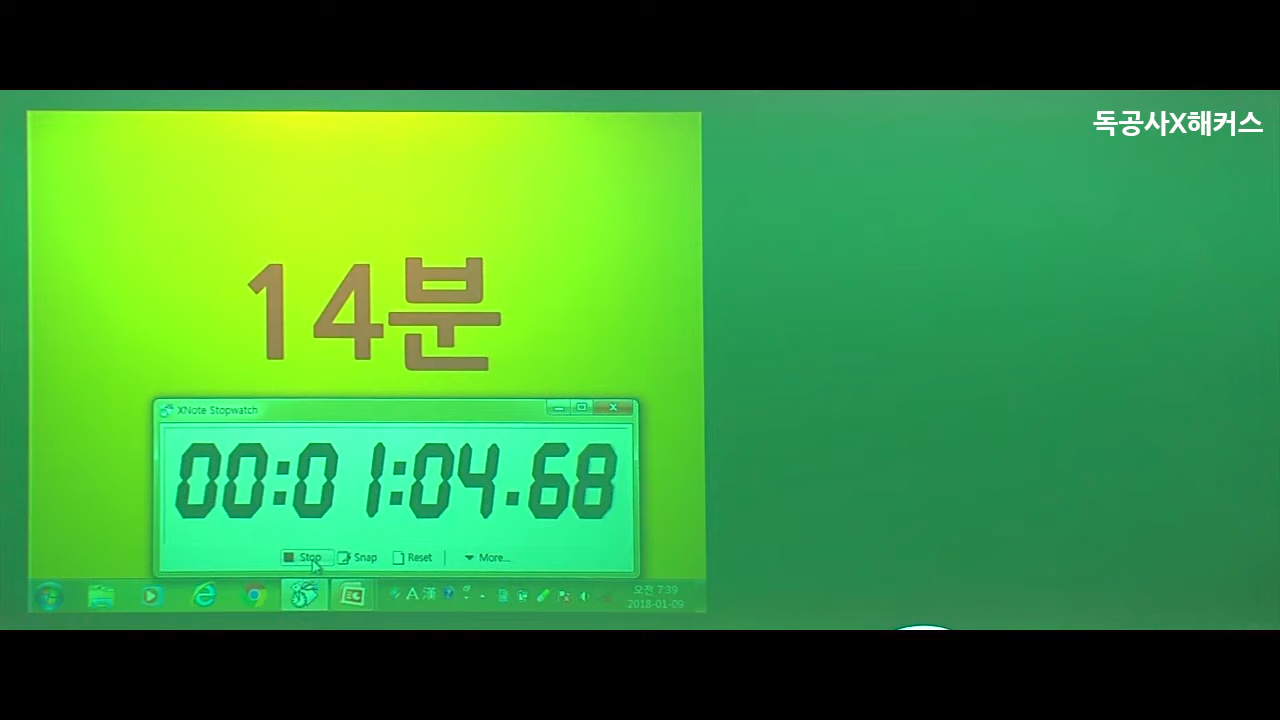 독공사X해커스
14분
XNote Stopwatch
00:01:04.68
Stop Snap Reset More...
A 漢
오전 7:39
2018-01-09